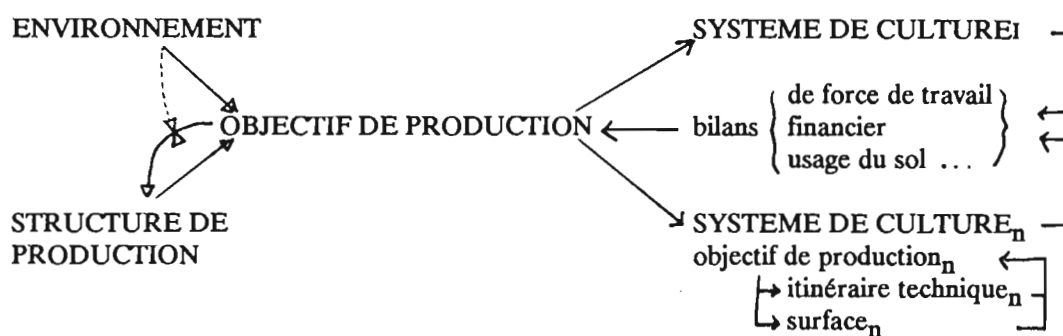 ENVIRONNEMENT
SYSTEME DE CULTUREI
de force de travail
OBJECTIF DE PRODUCTION
bilans
financier
usage du sol ...
STRUCTURE DE
PRODUCTION
SYSTEME DE CULTUREn
objectif de productionn
itinéraire techniquen
surfacen